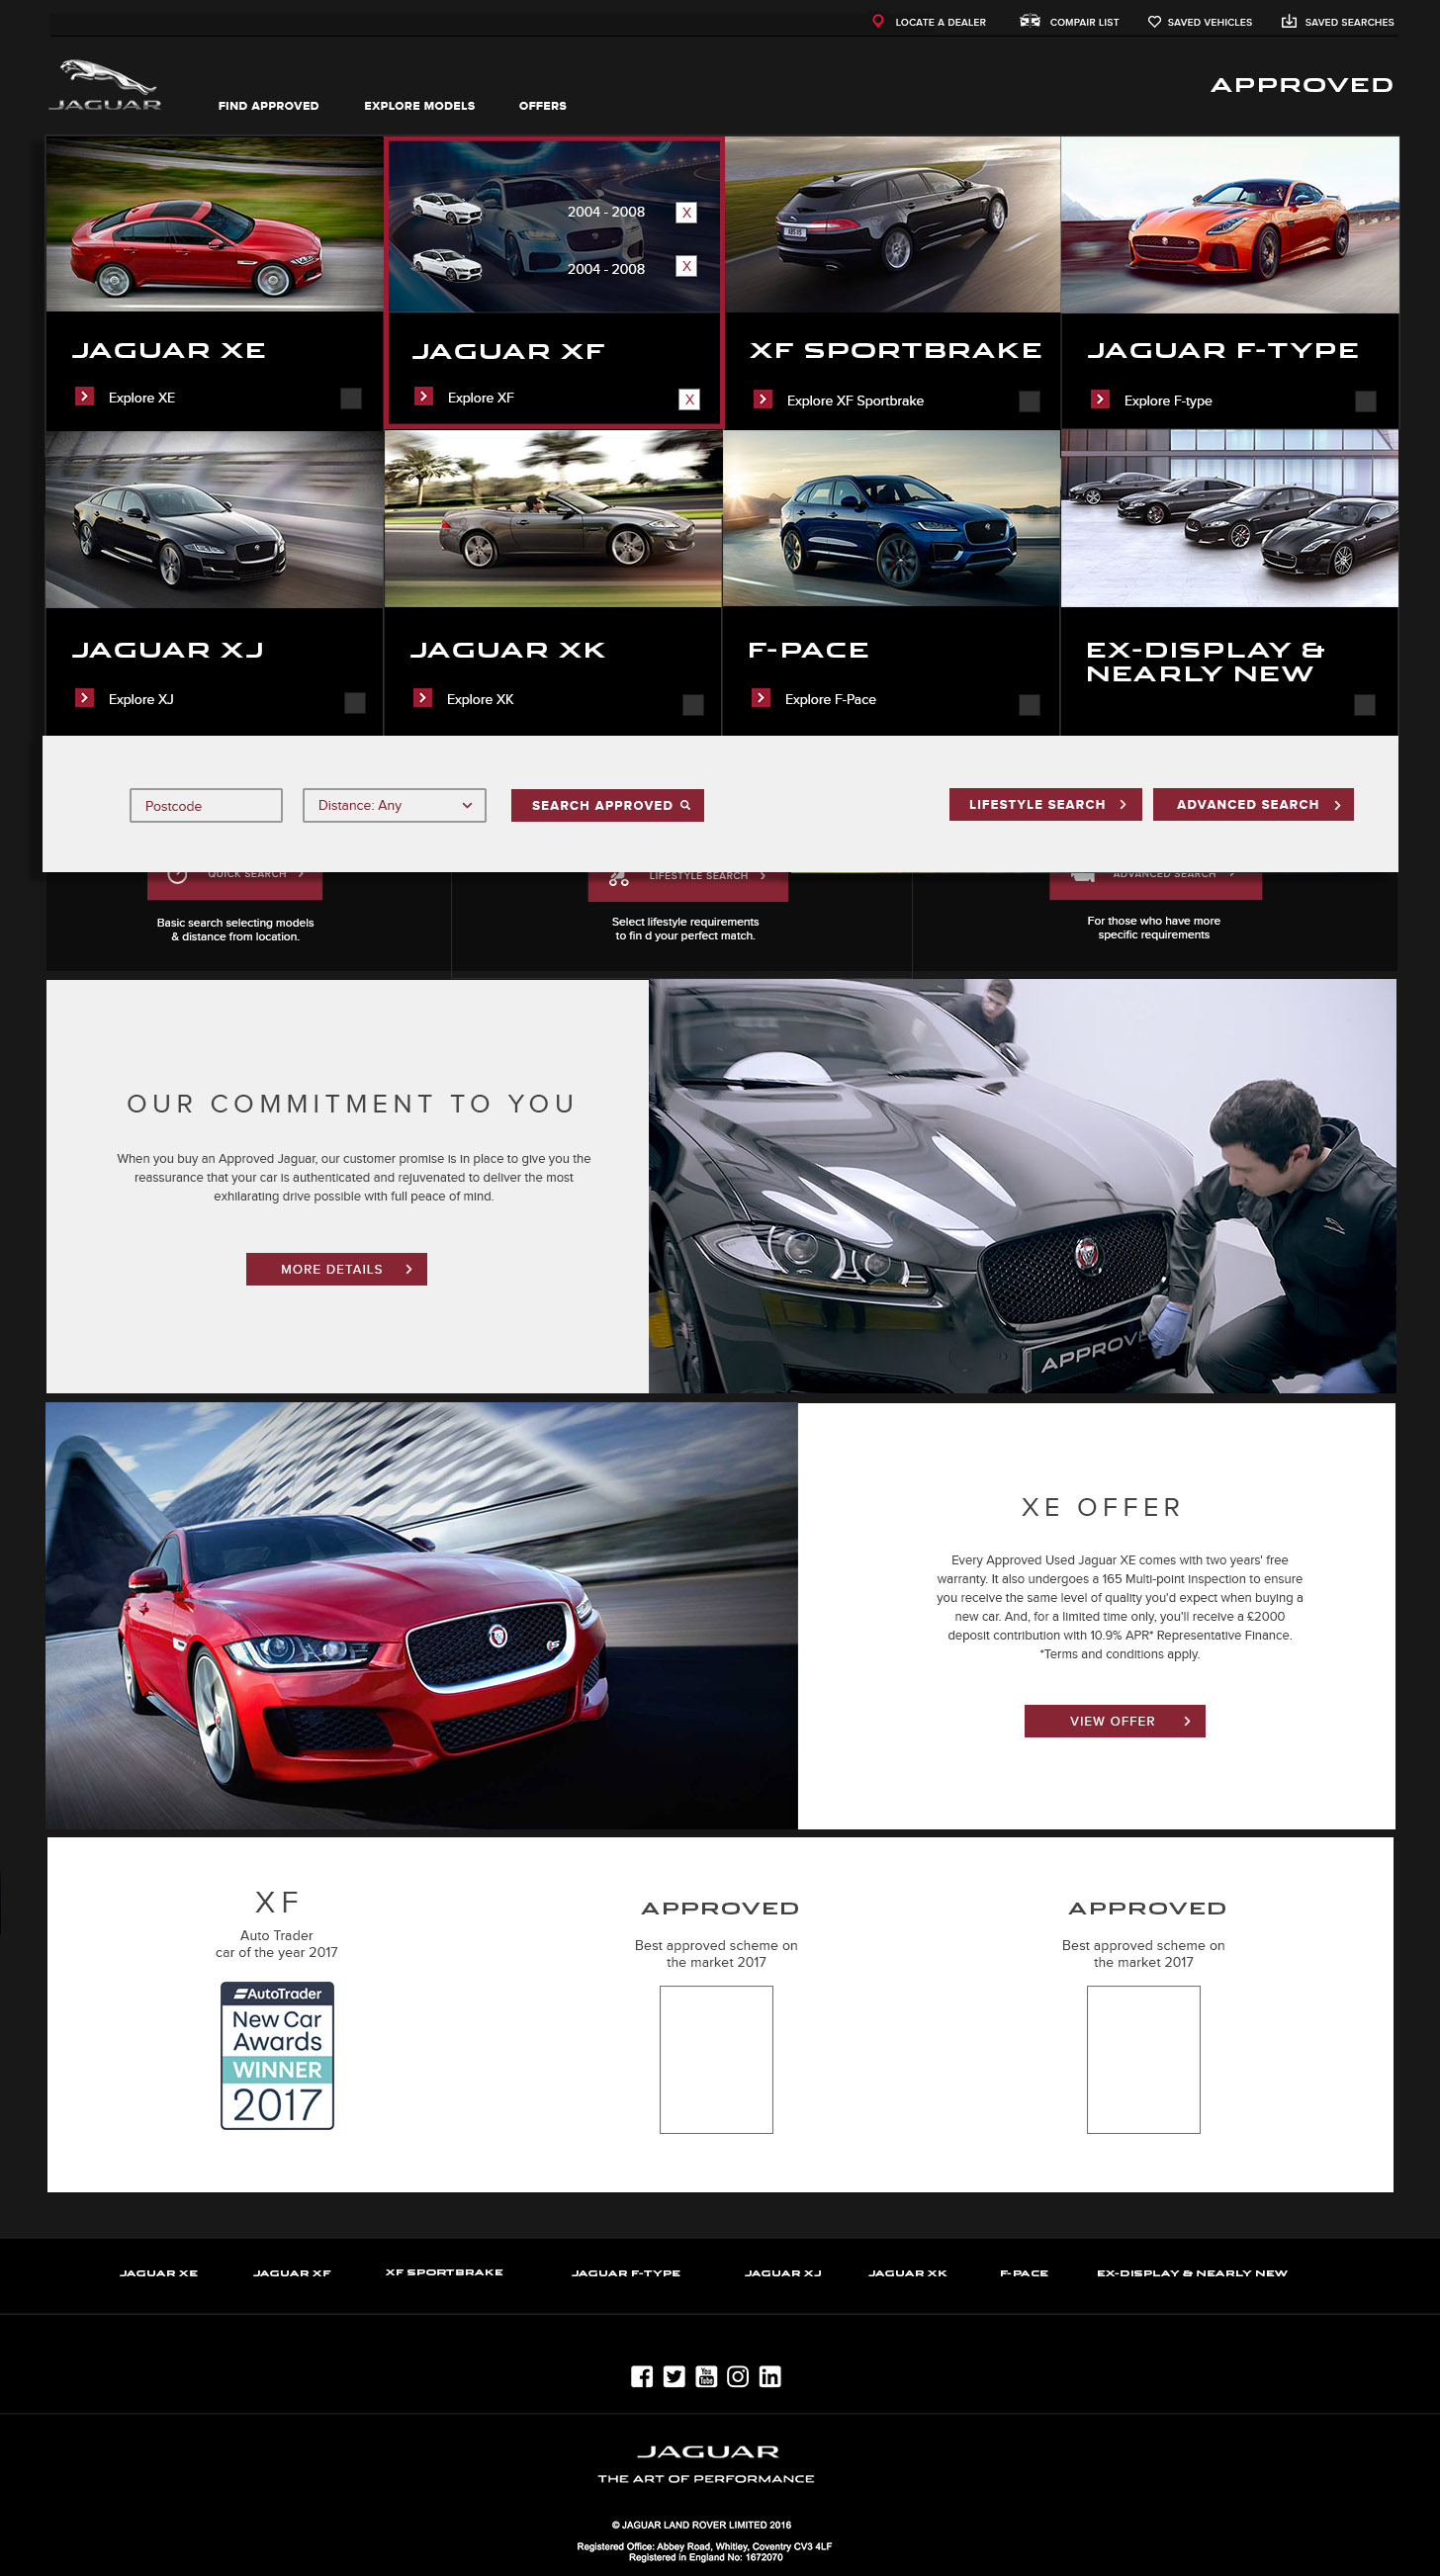 LOCATE A DEALER
COMPAIR LIST
SAVED VEHICLES
SAVED SEARCHES
JAGUAR
FIND APPROVED
EXPLORE MODELS
OFFERS
APPROVED
2004 - 2008
X
2004 - 2008
X
JAGUAR XE
Explore XE
JAGUAR XF
Explore XF
X
XF SPORTBRAKE
Explore XF Sportbrake
JAGUAR F-TYPE
Explore F-type
JAGUAR XJ
Explore XJ
JAGUAR XK
Explore XK
F-PACE
Explore F-Pace
EX-DISPLAY &
NEARLY NEW
Postcode
Distance: Any
SEARCH APPROVED
LIFESTYLE SEARCH
ADVANCED SEARCH
QUICK SEARCH
LIFESTYLE SEARCH
ADVANCED SEARCH
Basic search selecting models
& distance from location.
Select lifestyle requirements
to fin d your perfect match.
For those who have more
specific requirements
OUR COMMITMENT TO YOU
When you buy an Approved Jaguar, our customer promise is in place to give you the
reassurance that your car is authenticated and rejuvenated to deliver the most
exhilarating drive possible with full peace of mind.
MORE DETAILS
XE OFFER
Every Approved Used Jaguar XE comes with two years' free
warranty. It also undergoes a 165 Multi-point inspection to ensure
you receive the same level of quality you'd expect when buying a
new car. And, for a limited time only, you'll receive a £2000
deposit contribution with 10.9% APR* Representative Finance.
*Terms and conditions apply.
VIEW OFFER
XF
Auto Trader
car of the year 2017
AutoTrader
New Car
Awards
WINNER
2017
APPROVED
Best approved scheme on
the market 2017
APPROVED
Best approved scheme on
the market 2017
JAGUAR XE
JAGUAR XF
XF SPORTBRAKE
JAGUAR F-TYPE
JAGUAR XJ
JAGUAR XK
F-PACE
EX-DISPLAY & NEARLY NEW
You
Tube
in
JAGUAR
THE ART OF PERFORMANCE
© JAGUAR LAND ROVER LIMITED 2016
Registered Office: Abbey Road, Whitley, Coventry CV3 4LF
Registered in England No: 1672070